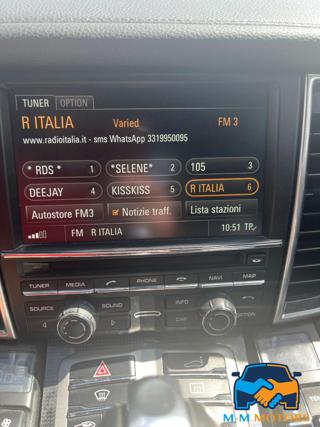 TUNER OPTION
R ITALIA Varied FM 3
www.radioitalia.it - sms WhatsApp 3319950095
* RDS * 1 *SELENE* 2 105 3
DEEJAY 4 KISSKISS 5 R ITALIA 6
Autostore FM3 Notizie traff. Lista stazioni
FM R ITALIA 10:51 TP
TUNER MEDIA PHONE NAVI MAP
SOURCE SOUND INFO
CAR OPTION
M-M MOTORS